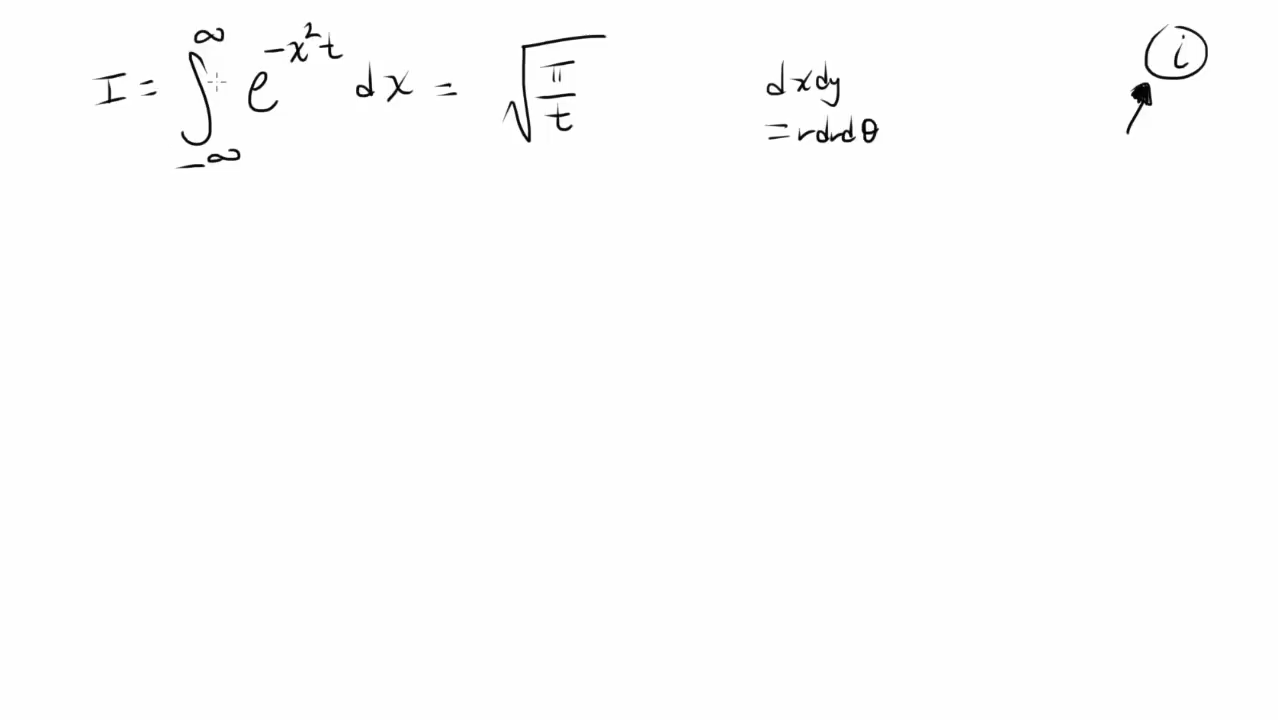 I = ∫_{-∞}^{∞} e^{-x²t} dx = √(π/t)
dxdy
= rdrdθ
i